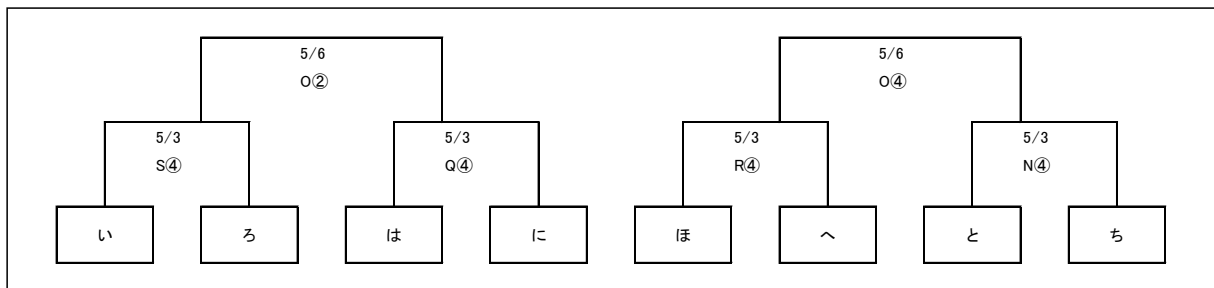 5/6 5/6
O② O④
5/3 5/3 5/3 5/3
S④ Q④ R④ N④
い ろ は に ほ へ と ち